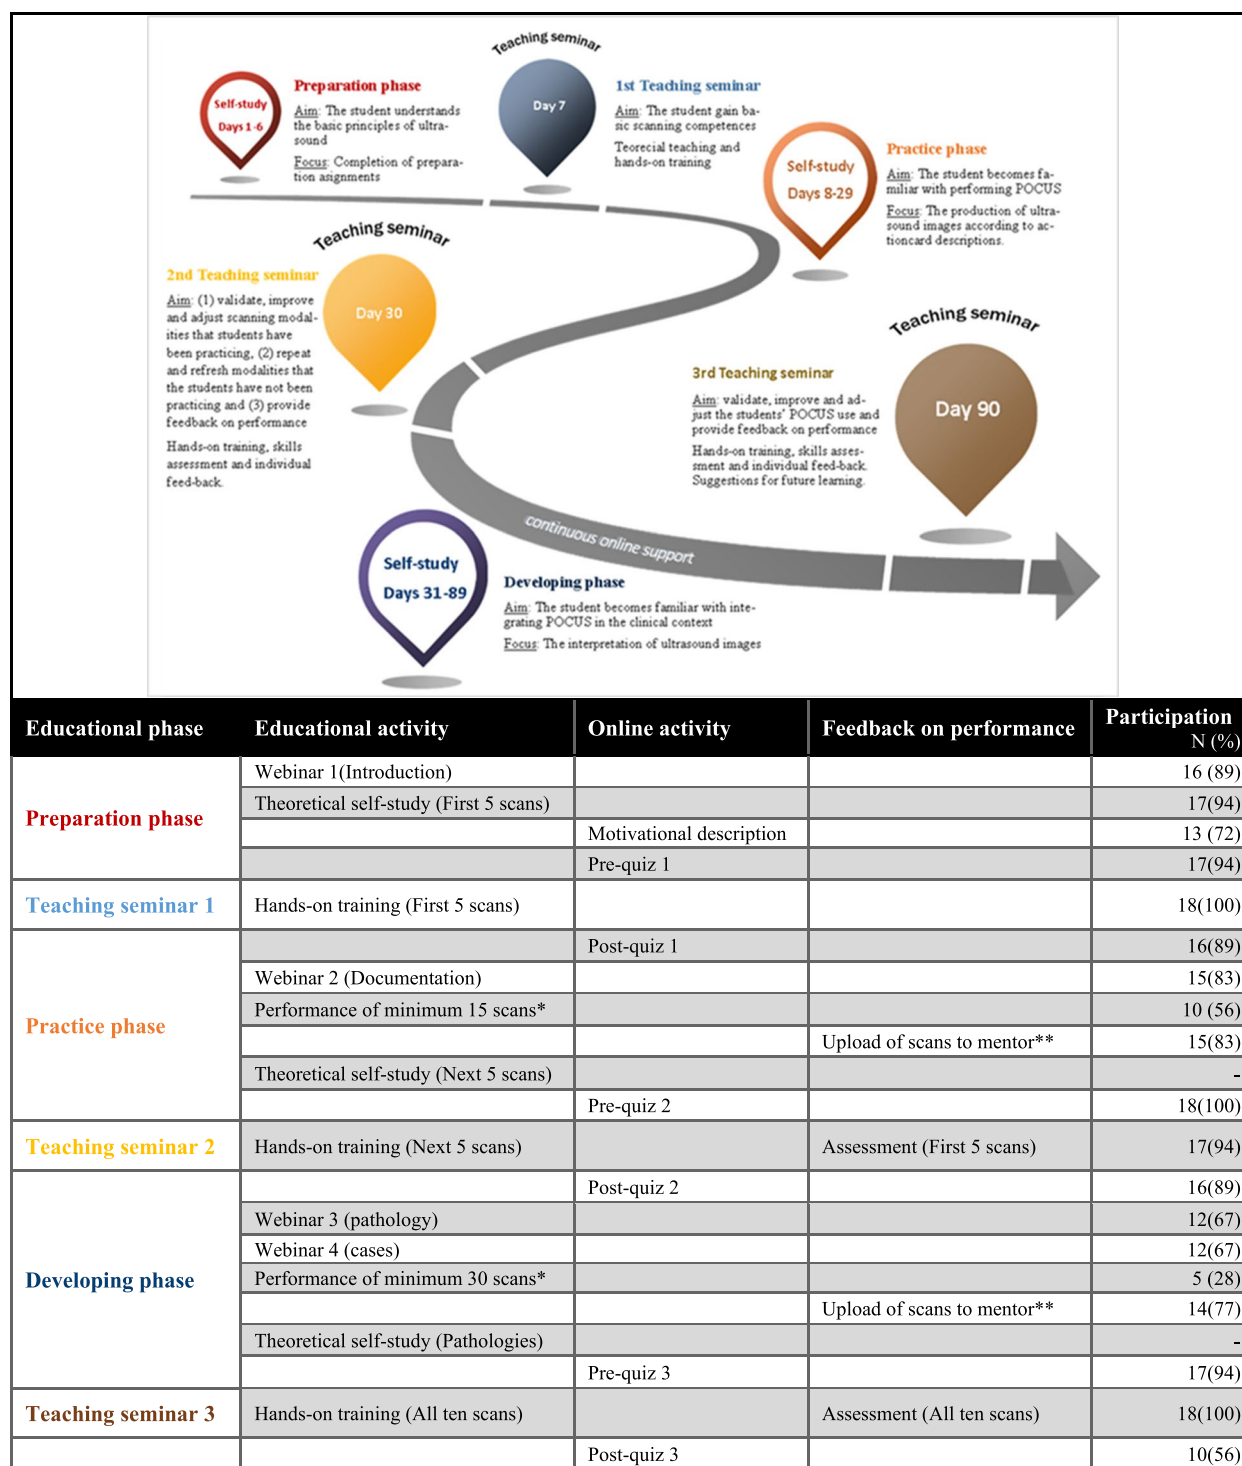 Teaching seminar
Self-study
Days 1-6
Preparation phase
Aim: The student understands
the basic principles of ultra-
sound
Focus: Completion of prepara-
tion asignments
Day 7
1st Teaching seminar
Aim: The student gain ba-
sic scanning competences
Teorecial teaching and
hands-on training
Self-study
Days 8-29
Practice phase
Aim: The student becomes fa-
miliar with performing POCUS
Focus: The production of ultra-
sound images according to ac-
tioncard descriptions.
Teaching seminar
Day 30
2nd Teaching seminar
Aim: (1) validate, improve
and adjust scanning modal-
ities that students have
been practicing, (2) repeat
and refresh modalities that
the students have not been
practicing and (3) provide
feedback on performance
Hands-on training, skills
assessment and individual
feed-back.
Teaching seminar
Day 90
3rd Teaching seminar
Aim: validate, improve and ad-
just the students' POCUS use and
provide feedback on performance
Hands-on training, skills asses-
sment and individual feed-back.
Suggestions for future learning.
continuous online support
Self-study
Days 31-89
Developing phase
Aim: The student becomes familiar with inte-
grating POCUS in the clinical context
Focus: The interpretation of ultrasound images
Educational phase Educational activity Online activity Feedback on performance Participation
N (%)
Preparation phase
Webinar 1(Introduction) 16 (89)
Theoretical self-study (First 5 scans) 17(94)
Motivational description 13 (72)
Pre-quiz 1 17(94)
Teaching seminar 1 Hands-on training (First 5 scans) 18(100)
Practice phase
Post-quiz 1 16(89)
Webinar 2 (Documentation) 15(83)
Performance of minimum 15 scans* 10 (56)
Upload of scans to mentor** 15(83)
Theoretical self-study (Next 5 scans) -
Pre-quiz 2 18(100)
Teaching seminar 2 Hands-on training (Next 5 scans) Assessment (First 5 scans) 17(94)
Developing phase
Post-quiz 2 16(89)
Webinar 3 (pathology) 12(67)
Webinar 4 (cases) 12(67)
Performance of minimum 30 scans* 5 (28)
Upload of scans to mentor** 14(77)
Theoretical self-study (Pathologies) -
Pre-quiz 3 17(94)
Teaching seminar 3 Hands-on training (All ten scans) Assessment (All ten scans) 18(100)
Post-quiz 3 10(56)